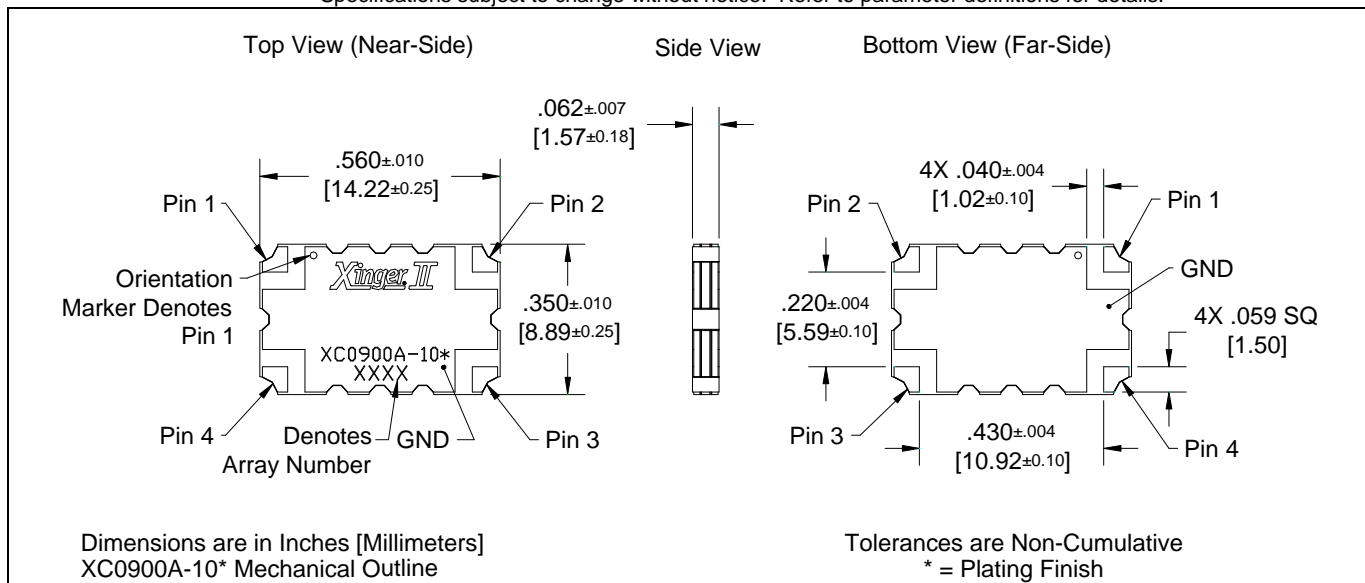 Specifications subject to change without notice. Refer to parameter definitions for details.
Top View (Near-Side)
Side View
Bottom View (Far-Side)
.062±.007
[1.57±0.18]
.560±.010
[14.22±0.25]
4X .040±.004
[1.02±0.10]
Pin 1
Pin 2
Pin 2
Pin 1
Orientation
Marker Denotes
Pin 1
Xinger II
GND
.350±.010
[8.89±0.25]
.220±.004
[5.59±0.10]
4X .059 SQ
[1.50]
XC0900A-10*
XXXX
Pin 4
Denotes
Array Number
GND
Pin 3
Pin 3
.430±.004
[10.92±0.10]
Pin 4
Dimensions are in Inches [Millimeters]
XC0900A-10* Mechanical Outline
Tolerances are Non-Cumulative
* = Plating Finish